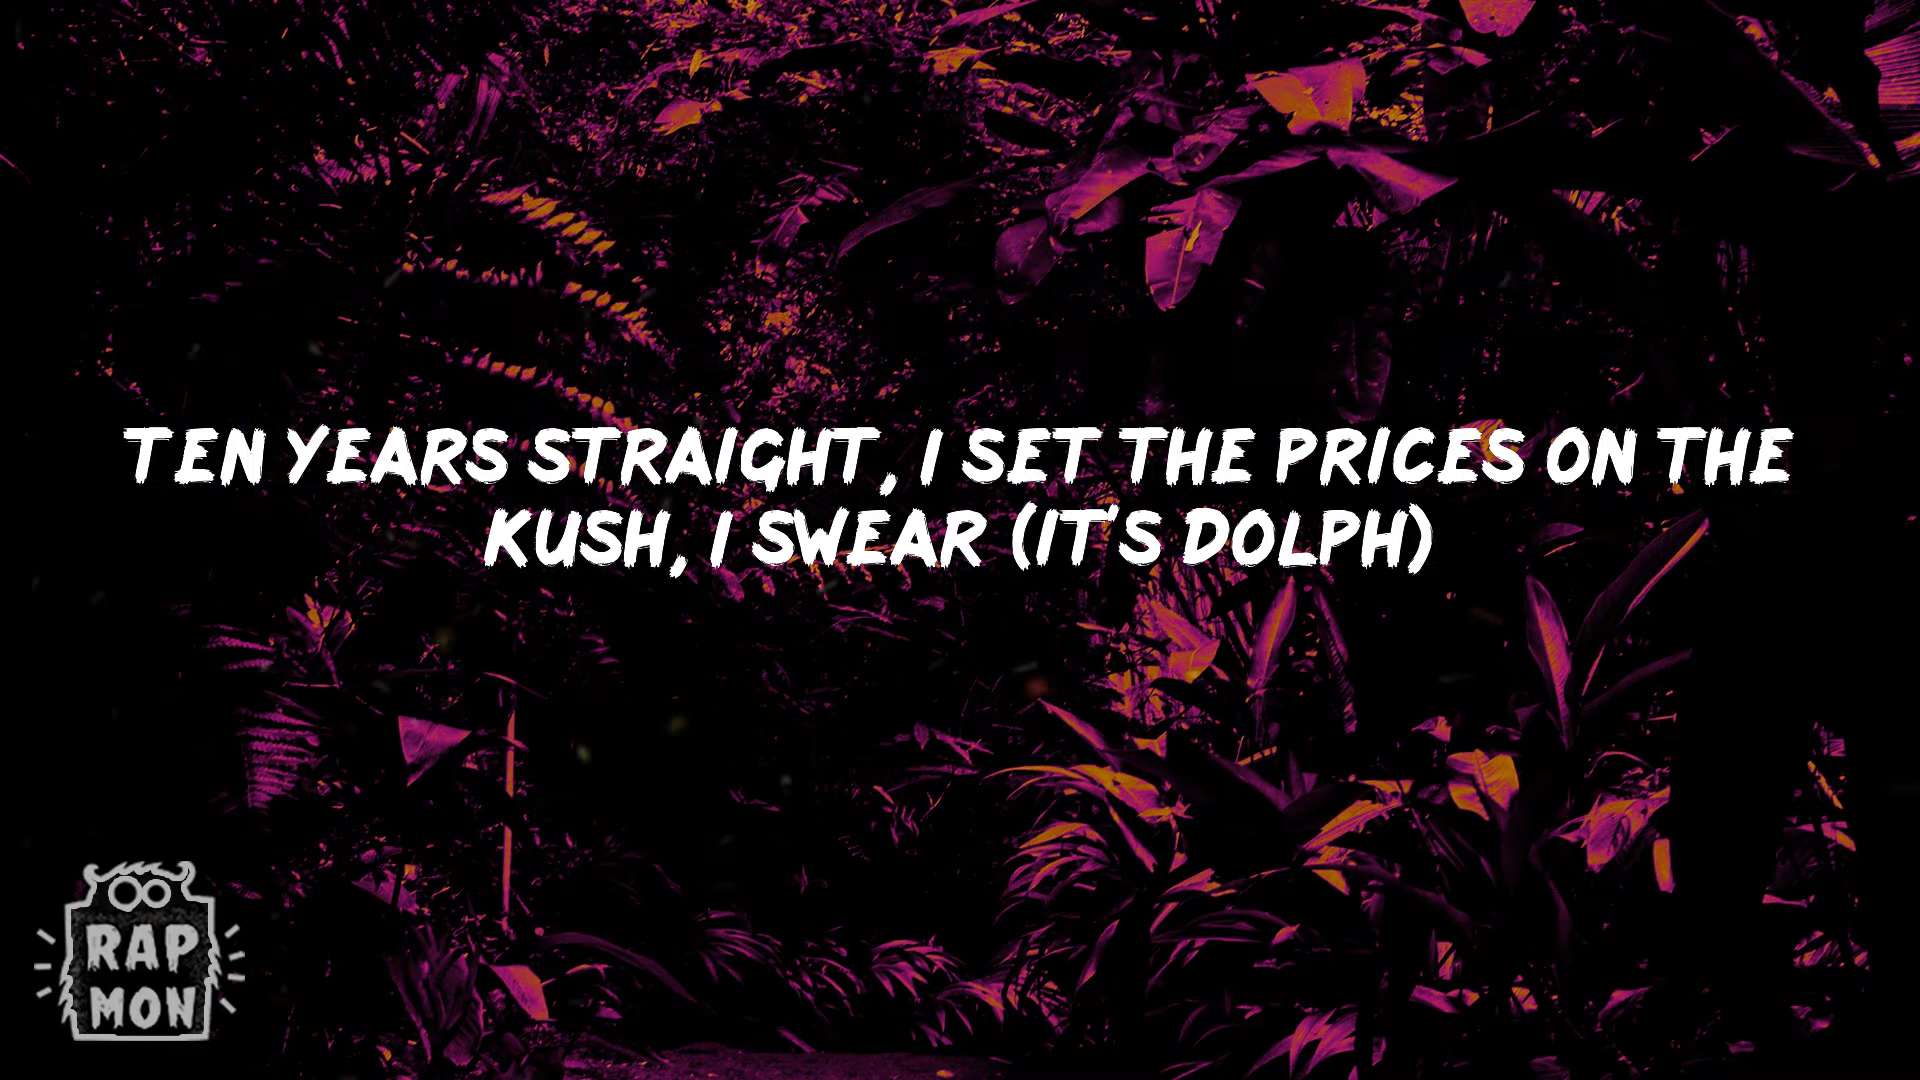 TEN YEARS STRAIGHT, I SET THE PRICES ON THE
KUSH, I SWEAR (IT'S DOLPH)
RAP
MON